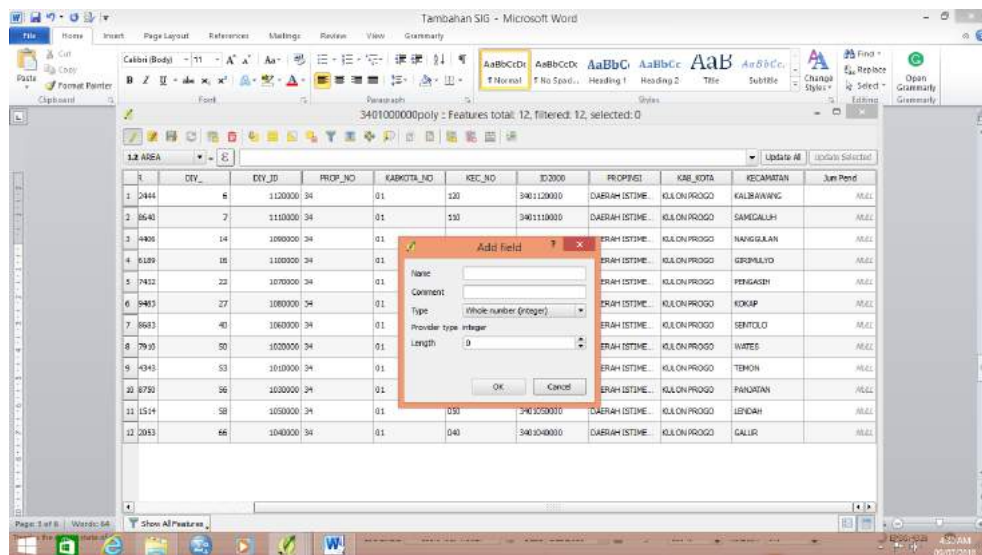 Tambahan SIG - Microsoft Word
File Home Insert Page Layout References Mailings Review View Grammarly
Cut
Copy
Paste
Format Painter
Clipboard
Calibri (Body) 11
Font
Paragraph
AaBbCcDc AaBbCcDc AaBbC AaBbCc AaB AaBbCc.
¶ Normal ¶ No Spaci... Heading 1 Heading 2 Title Subtitle
Styles
Change Styles
Find
Replace
Select
Editing
Open Grammarly
Grammarly
3401000000poly :: Features total: 12, filtered: 12, selected: 0
1.2 AREA = ε Update All Update Selected
DIV_ DIV_ID PROP_NO KABKOTA_NO KEC_NO ID2000 PROPINSI KAB_KOTA KECAMATAN Jum Pend
1 2444 6 1120000 34 01 120 3401120000 DAERAH ISTIME... KULON PROGO KALIBAWANG NULL
2 8640 7 1110000 34 01 110 3401110000 DAERAH ISTIME... KULON PROGO SAMIGALUH NULL
3 4406 14 1090000 34 01 ERAH ISTIME... KULON PROGO NANGGULAN NULL
4 6189 16 1100000 34 01 ERAH ISTIME... KULON PROGO GIRIMULYO NULL
5 7452 22 1070000 34 01 ERAH ISTIME... KULON PROGO PENGASIH NULL
6 9463 27 1080000 34 01 ERAH ISTIME... KULON PROGO KOKAP NULL
7 8683 40 1060000 34 01 ERAH ISTIME... KULON PROGO SENTOLO NULL
8 7910 50 1020000 34 01 ERAH ISTIME... KULON PROGO WATES NULL
9 4343 53 1010000 34 01 ERAH ISTIME... KULON PROGO TEMON NULL
10 8750 56 1030000 34 01 ERAH ISTIME... KULON PROGO PANJATAN NULL
11 1514 58 1050000 34 01 050 3401050000 DAERAH ISTIME... KULON PROGO LENDAH NULL
12 2053 66 1040000 34 01 040 3401040000 DAERAH ISTIME... KULON PROGO GALUR NULL
Add field
Name
Comment
Type Whole number (integer)
Provider type integer
Length 0
OK Cancel
Show All Features
Page: 5 of 6 Words: 64
09/07/2018